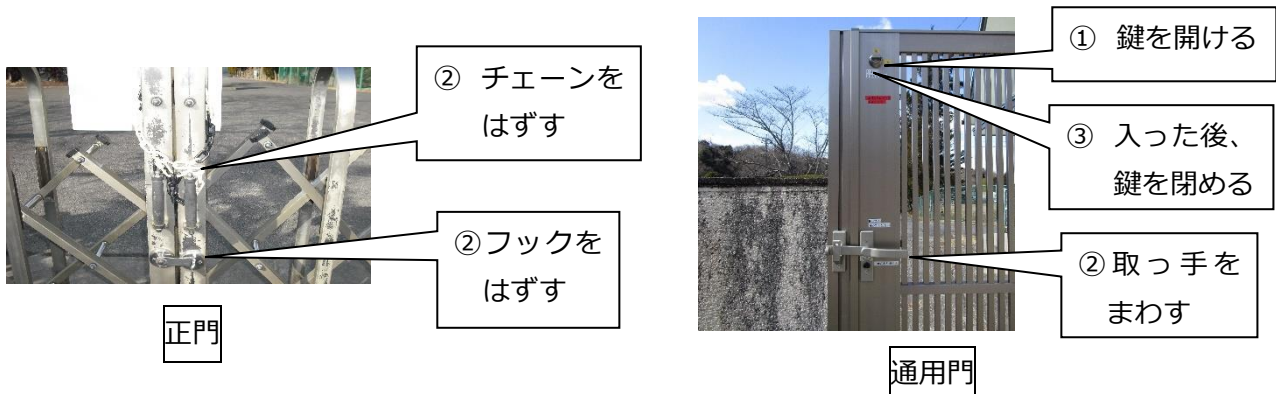 ② チェーンを
はずす
②フックを
はずす
正門
① 鍵を開ける
③ 入った後、
鍵を閉める
②取っ手を
まわす
通用門